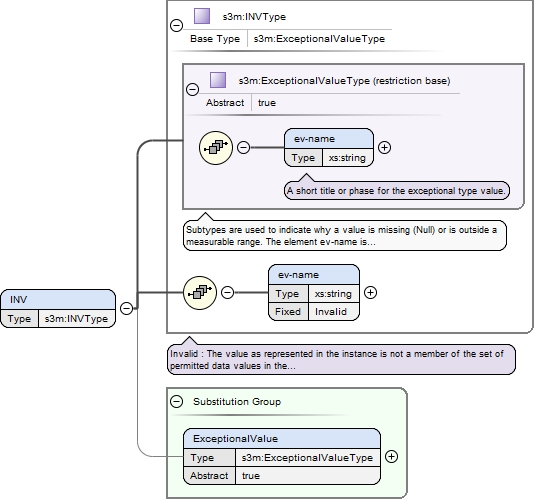 s3m:INVType
Base Type s3m:ExceptionalValueType
s3m:ExceptionalValueType (restriction base)
Abstract true
ev-name
Type xs:string
A short title or phase for the exceptional type value.
Subtypes are used to indicate why a value is missing (Null) or is outside a
measurable range. The element ev-name is...
ev-name
Type xs:string
Fixed Invalid
INV
Type s3m:INVType
Invalid : The value as represented in the instance is not a member of the set of
permitted data values in the...
Substitution Group
ExceptionalValue
Type s3m:ExceptionalValueType
Abstract true